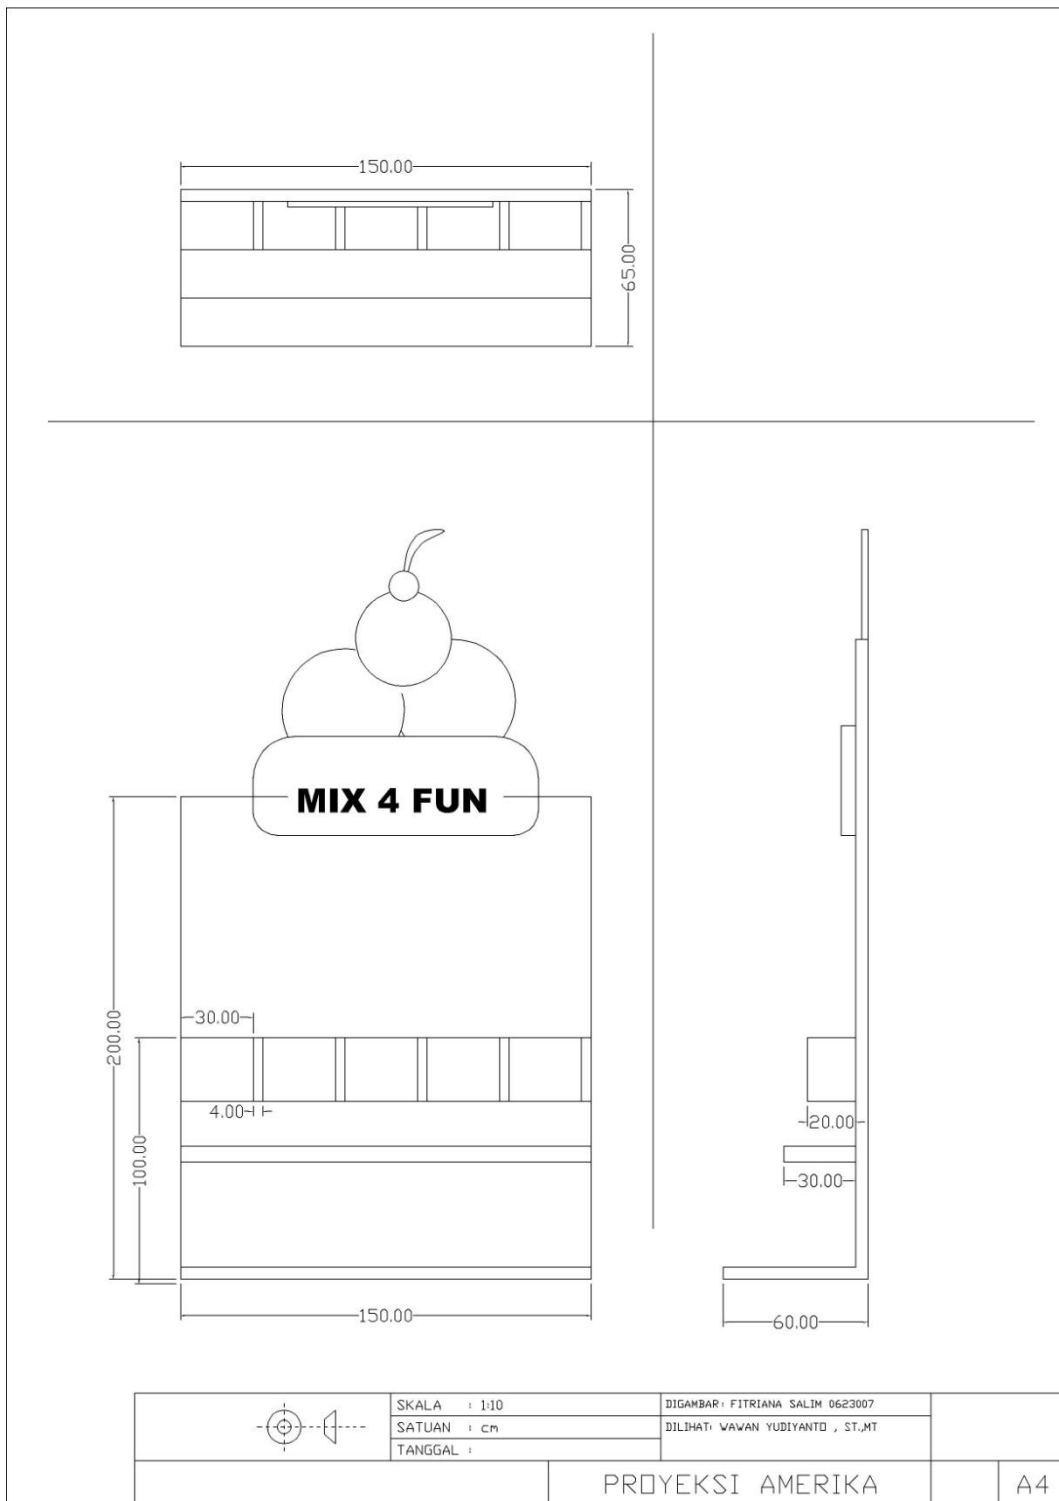 150.00
65.00
MIX 4 FUN
30.00
200.00
4.00
100.00
20.00
30.00
150.00
60.00
SKALA : 1:10
DIGAMBAR: FITRIANA SALIM 0623007
SATUAN : cm
DILIHAT: WAWAN YUDIYANTO , ST.,MT
TANGGAL :
PROYEKSI AMERIKA
A4